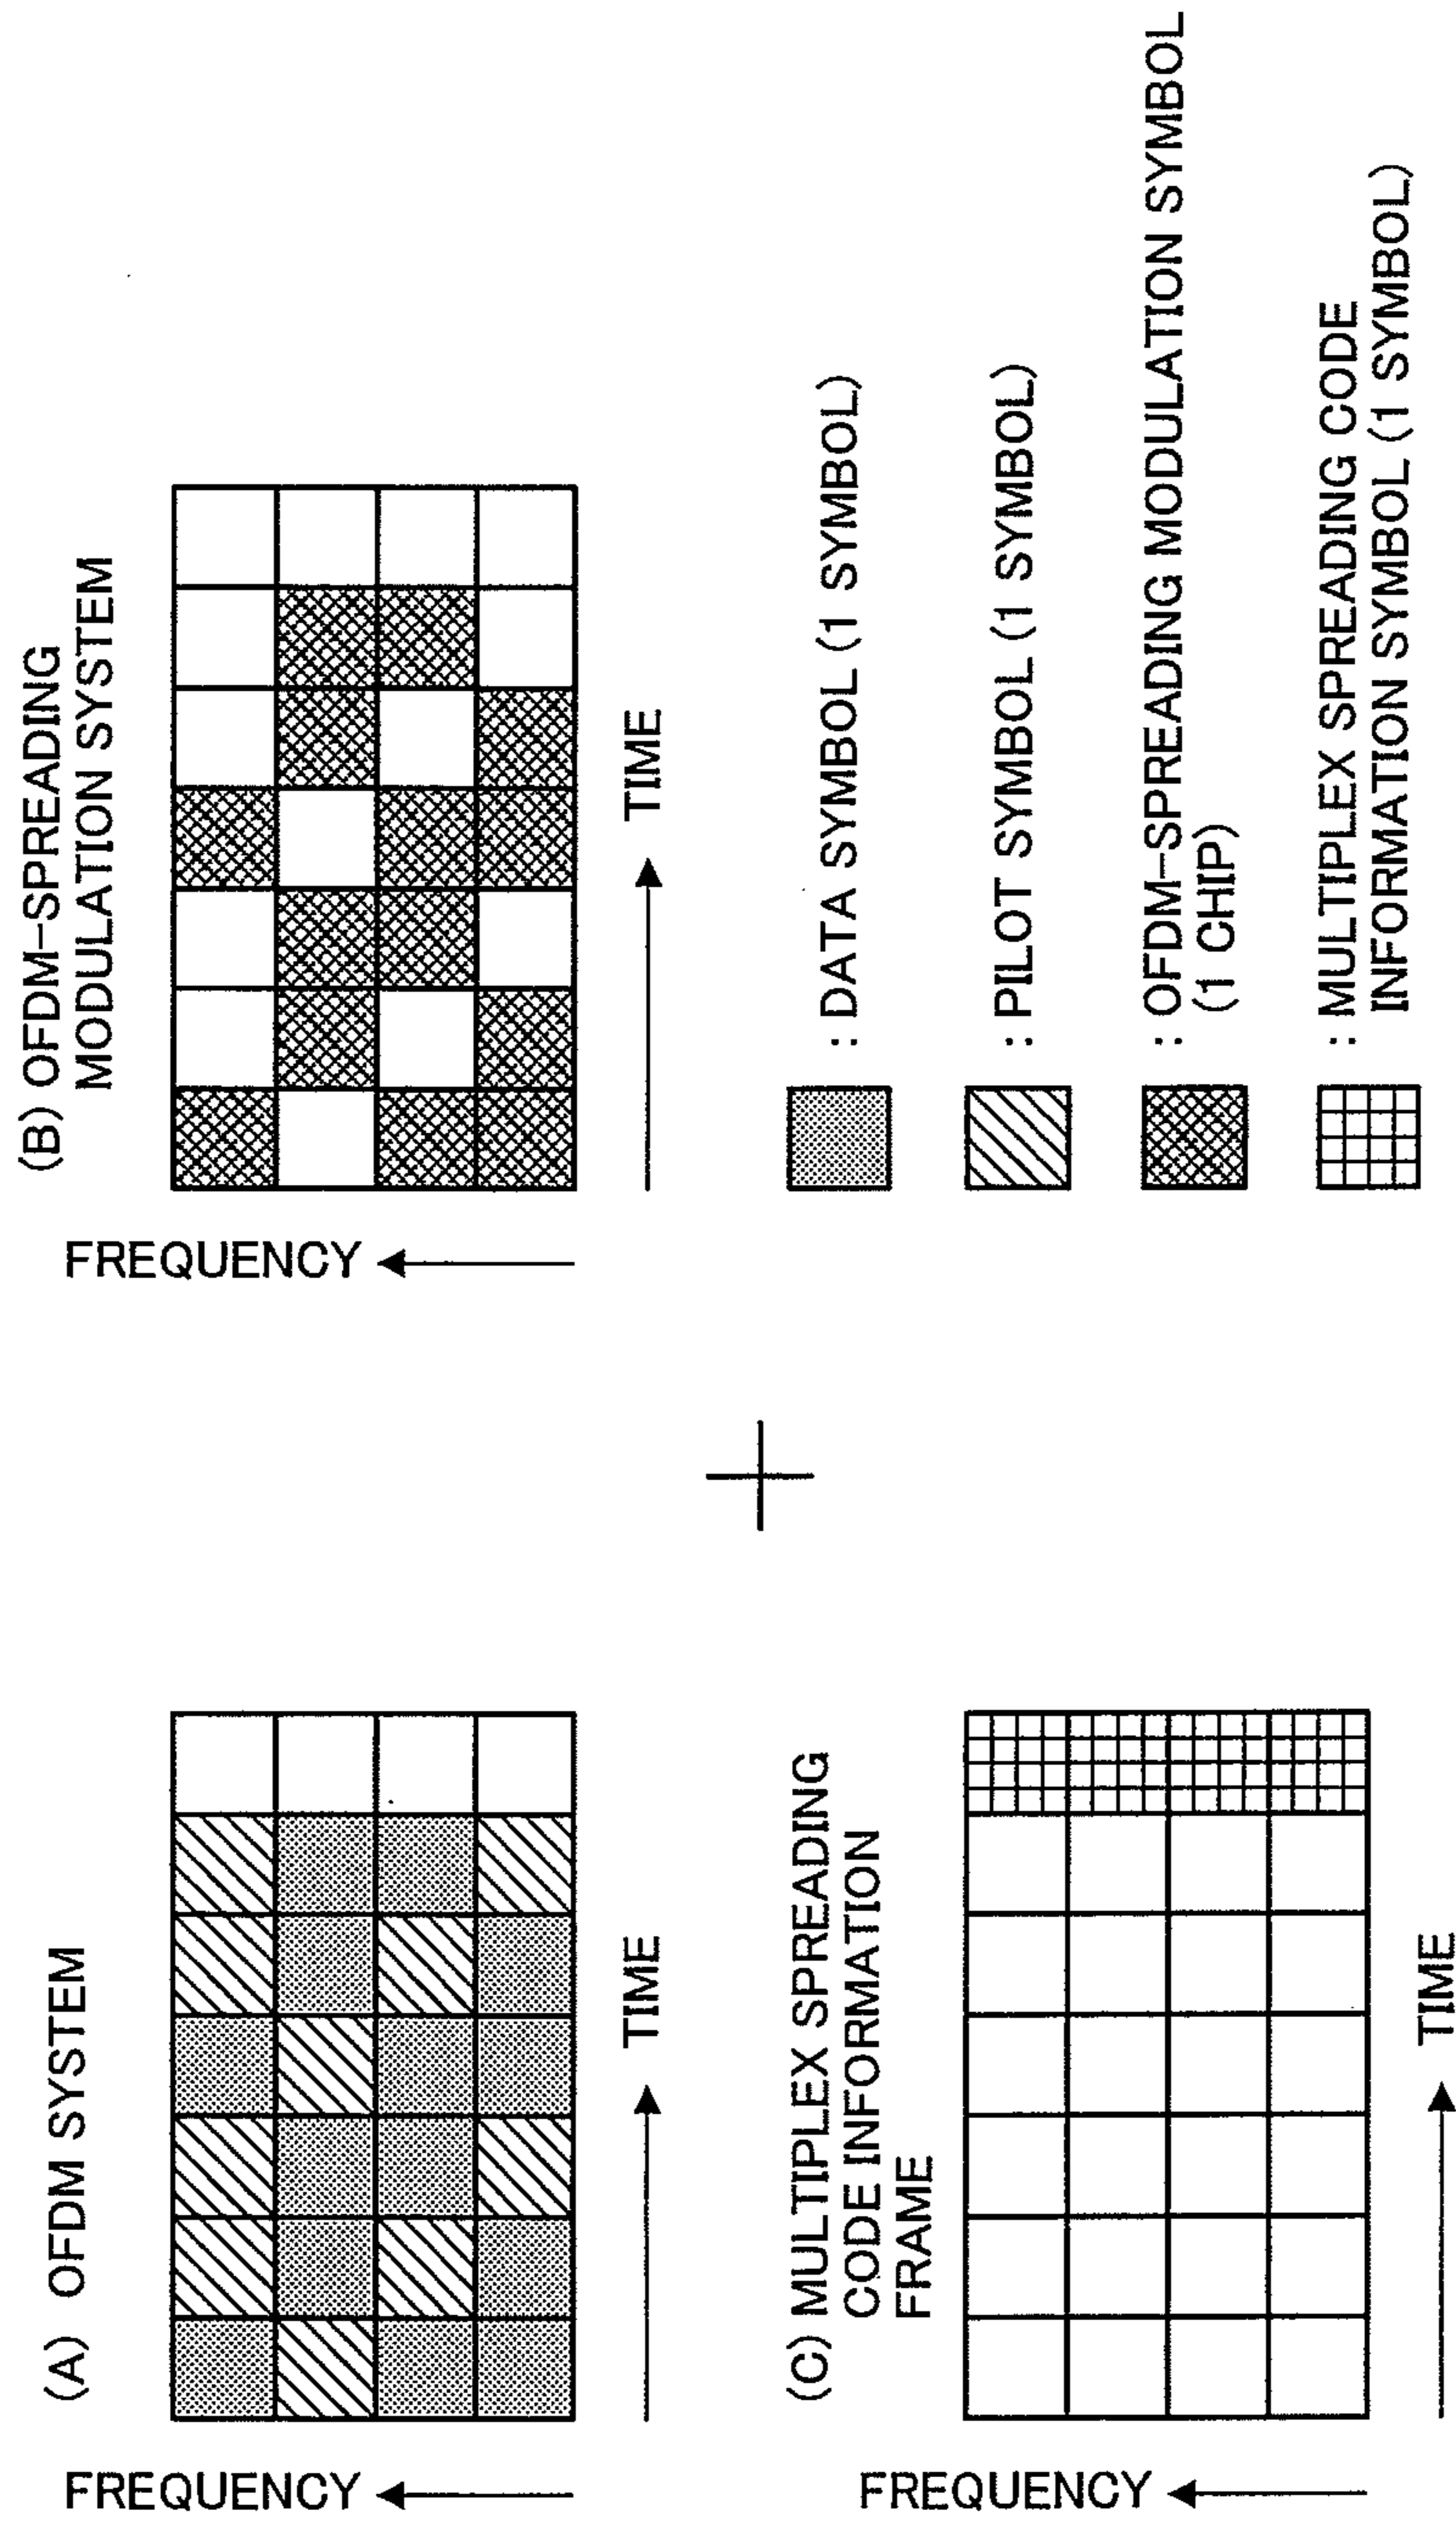 (A) OFDM SYSTEM
FREQUENCY
TIME
(B) OFDM-SPREADING
MODULATION SYSTEM
FREQUENCY
TIME
+
(C) MULTIPLEX SPREADING
CODE INFORMATION
FRAME
FREQUENCY
TIME
: DATA SYMBOL (1 SYMBOL)
: PILOT SYMBOL (1 SYMBOL)
: OFDM-SPREADING MODULATION SYMBOL
(1 CHIP)
: MULTIPLEX SPREADING CODE
INFORMATION SYMBOL (1 SYMBOL)